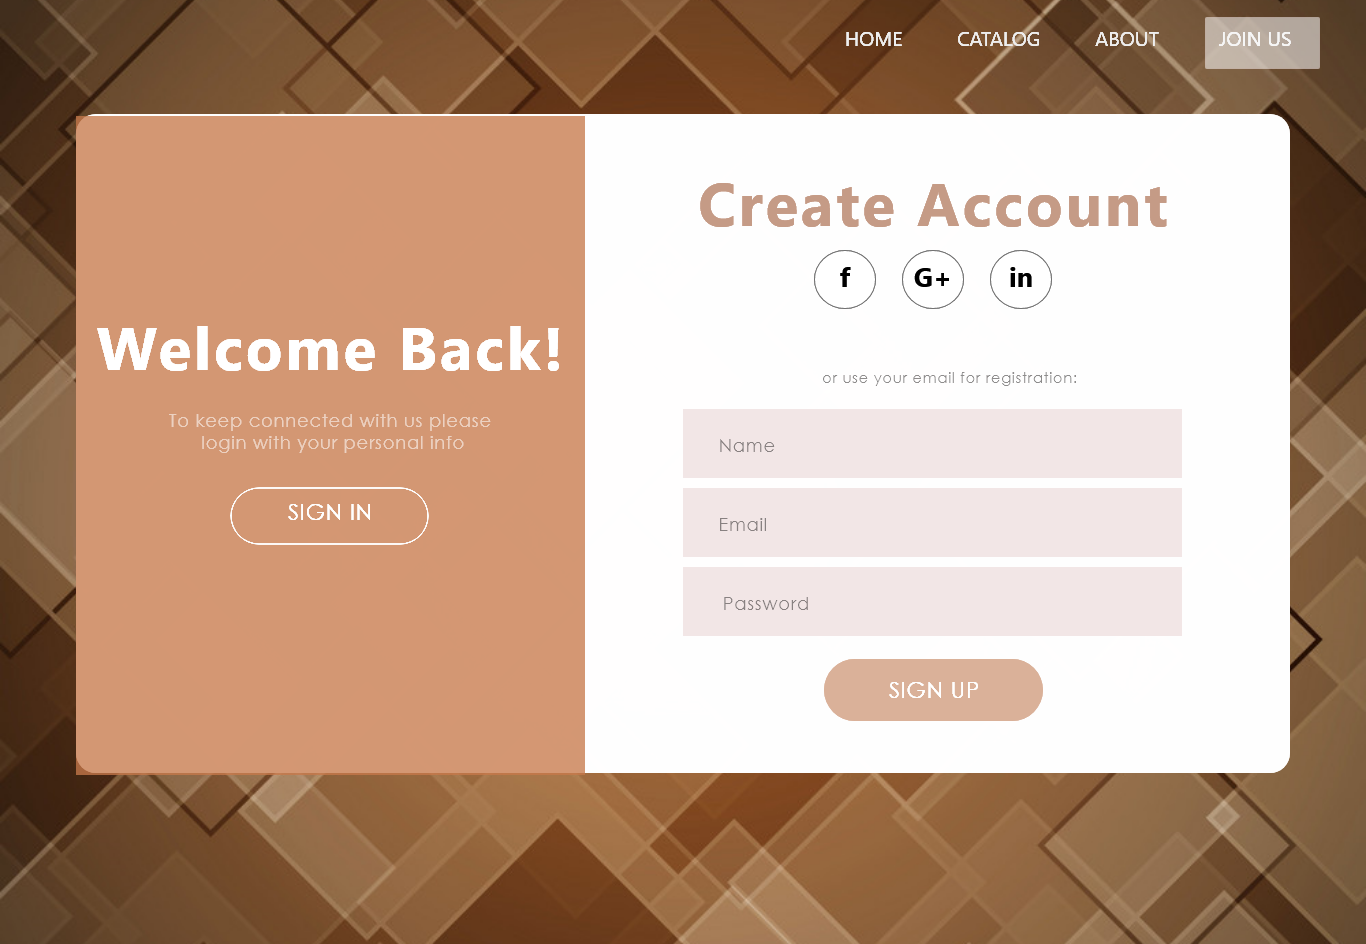 HOME CATALOG ABOUT JOIN US
Welcome Back!
To keep connected with us please
login with your personal info
SIGN IN
Create Account
f G+ in
or use your email for registration:
Name
Email
Password
SIGN UP